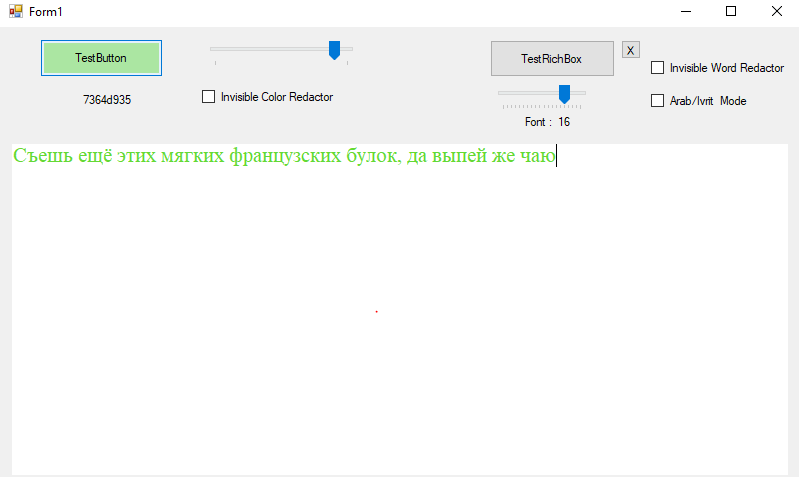 Form1
TestButton
TestRichBox
X
Invisible Word Redactor
7364d935
Invisible Color Redactor
Arab/Ivrit Mode
Font : 16
Съешь ещё этих мягких французских булок, да выпей же чаю